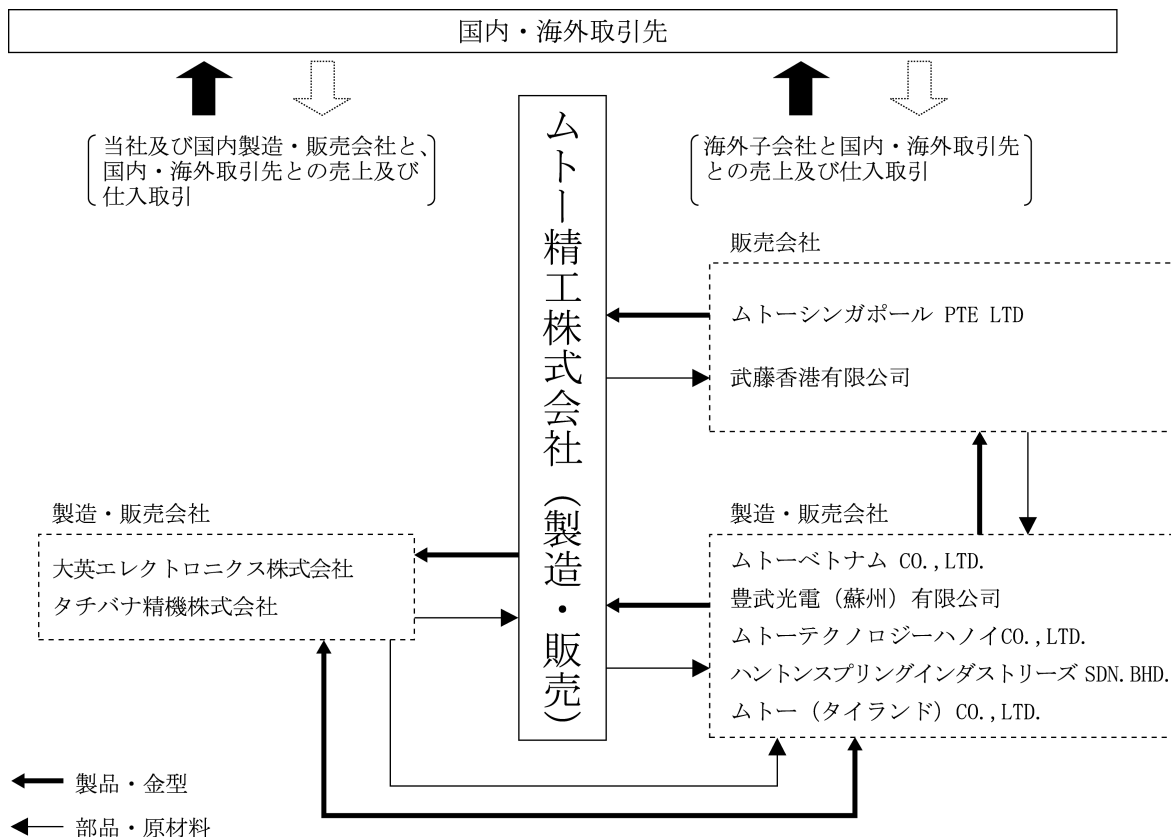 国内・海外取引先
当社及び国内製造・販売会社と、
国内・海外取引先との売上及び
仕入取引
海外子会社と国内・海外取引先
との売上及び仕入取引
ムトー精工株式会社（製造・販売）
販売会社
ムトーシンガポール PTE LTD
武藤香港有限公司
製造・販売会社
大英エレクトロニクス株式会社
タチバナ精機株式会社
製造・販売会社
ムトーベトナム CO.,LTD.
豊武光電（蘇州）有限公司
ムトーテクノロジーハノイCO.,LTD.
ハントンスプリングインダストリーズ SDN.BHD.
ムトー（タイランド）CO.,LTD.
製品・金型
部品・原材料